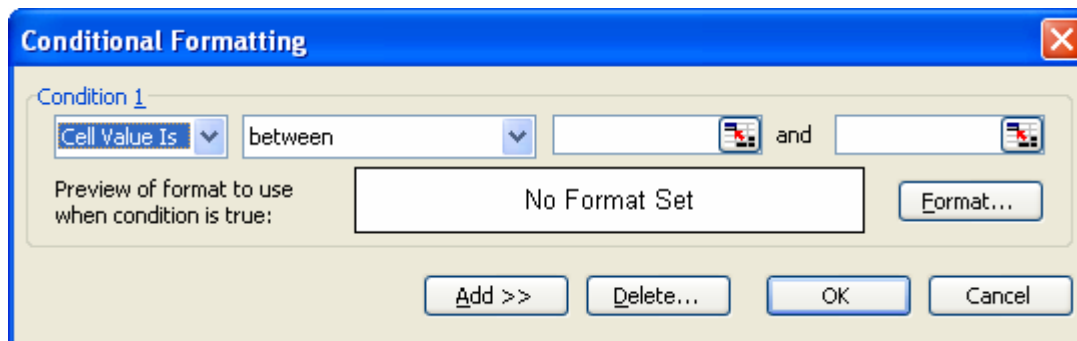 Conditional Formatting
Condition 1
Cell Value Is between and
Preview of format to use
when condition is true:
No Format Set
Format...
Add >> Delete... OK Cancel